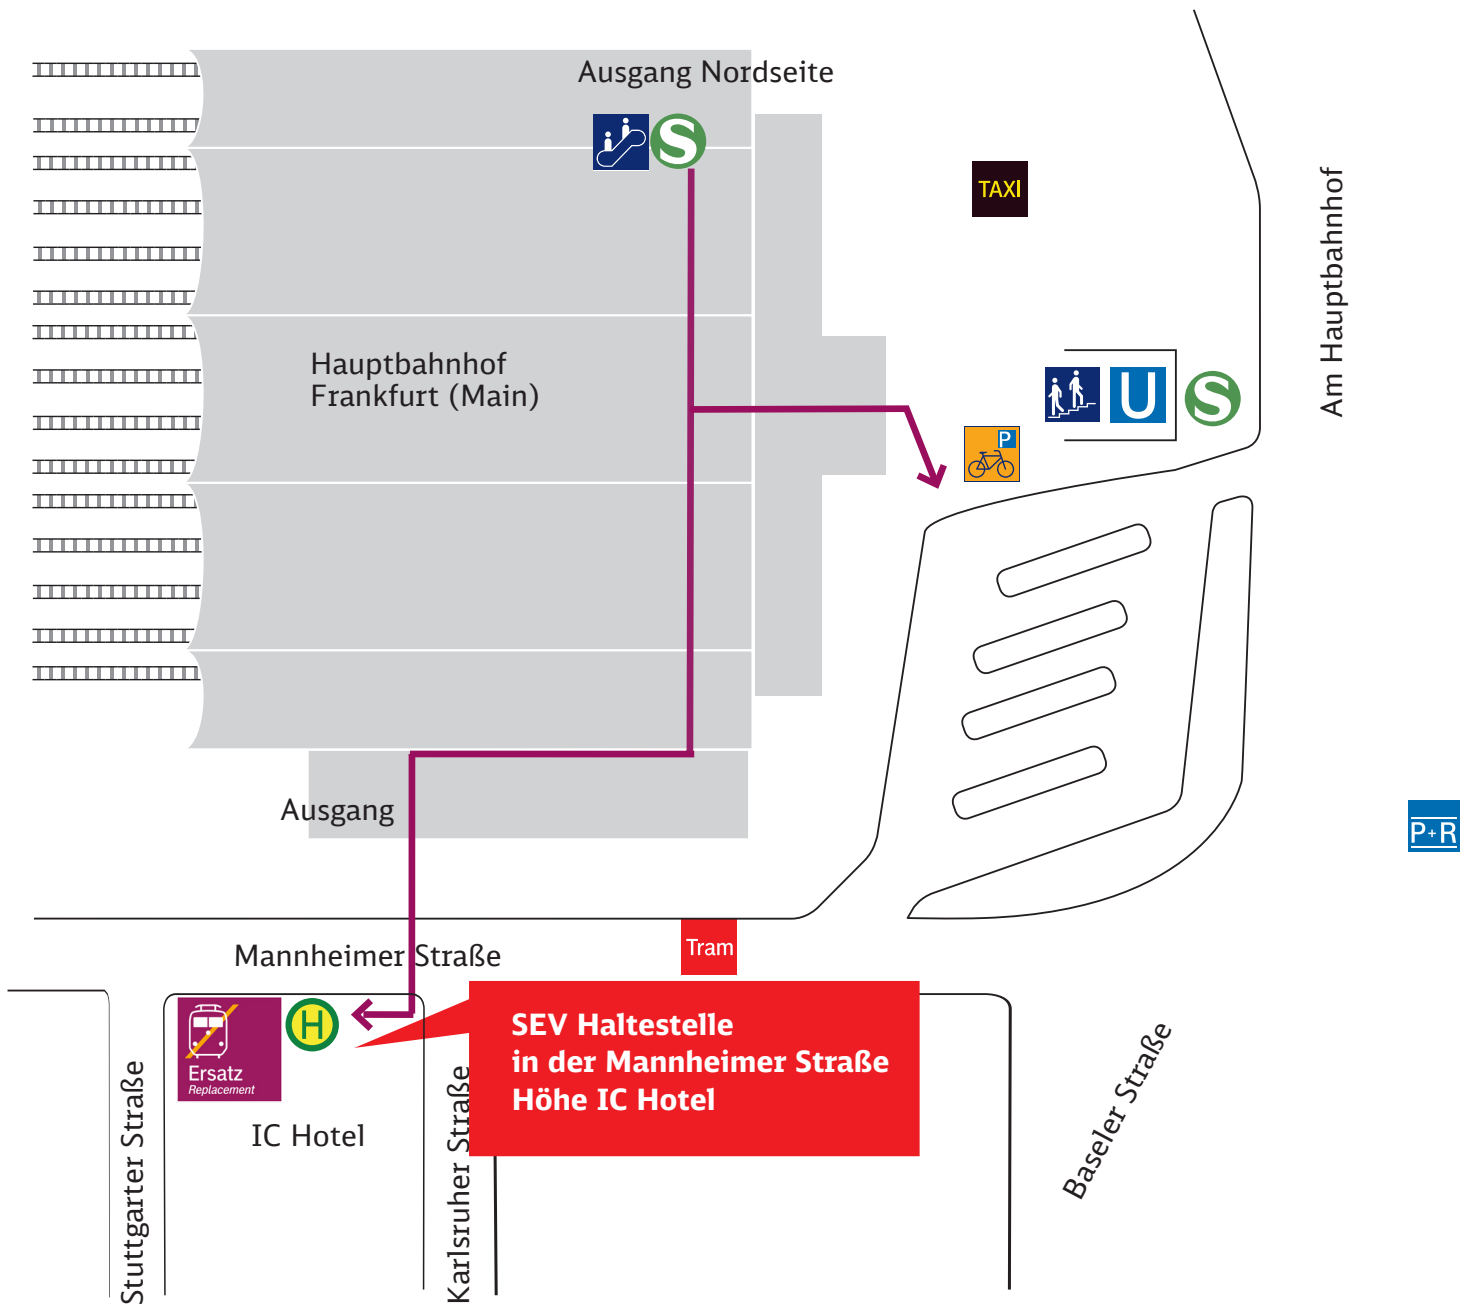 Ausgang Nordseite
S
TAXI
Am Hauptbahnhof
Hauptbahnhof
Frankfurt (Main)
U
S
P
Ausgang
P+R
Mannheimer Straße
Tram
H
Ersatz
Replacement
SEV Haltestelle
in der Mannheimer Straße
Höhe IC Hotel
IC Hotel
Stuttgarter Straße
Karlsruher Straße
Baseler Straße